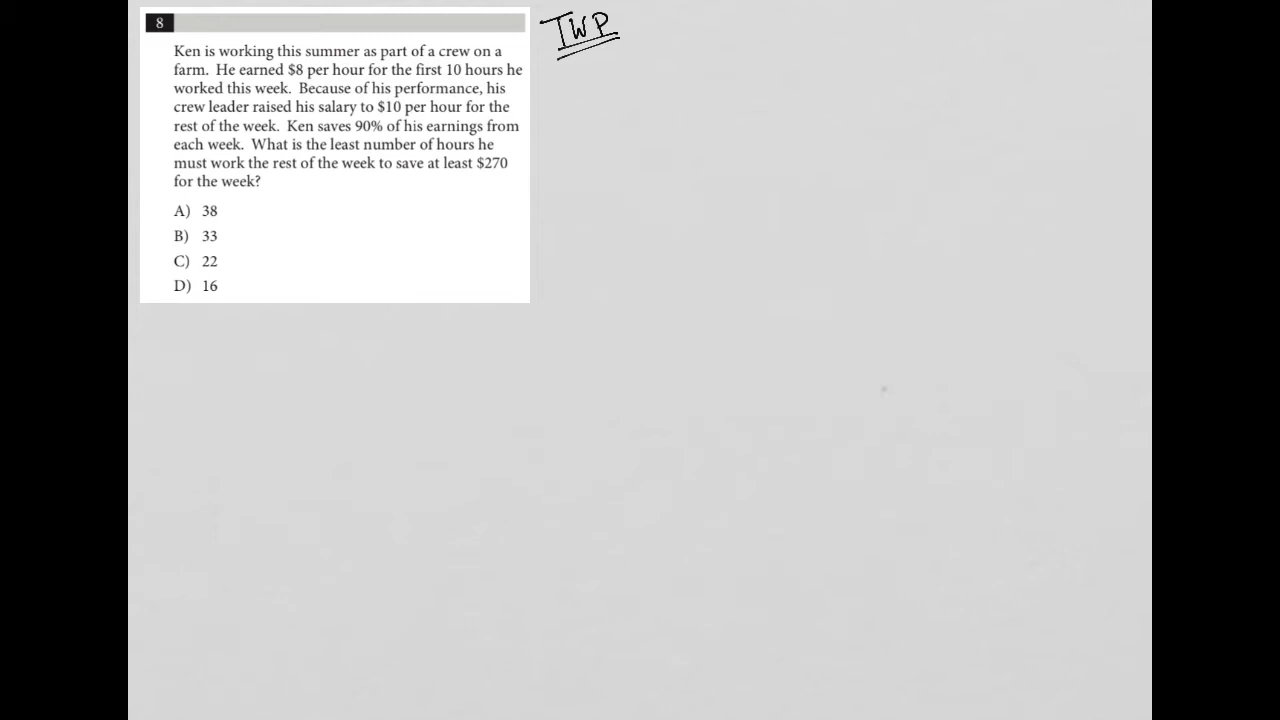 8
TWP
Ken is working this summer as part of a crew on a
farm. He earned $8 per hour for the first 10 hours he
worked this week. Because of his performance, his
crew leader raised his salary to $10 per hour for the
rest of the week. Ken saves 90% of his earnings from
each week. What is the least number of hours he
must work the rest of the week to save at least $270
for the week?
A) 38
B) 33
C) 22
D) 16